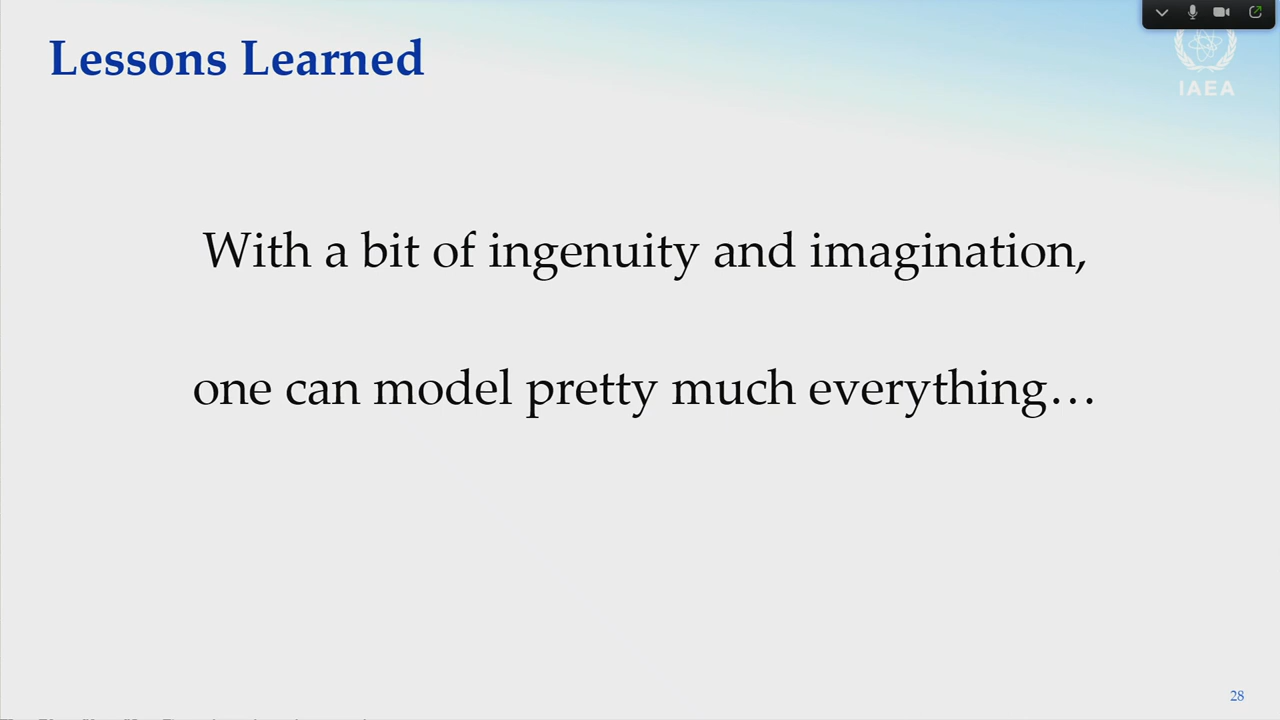 Lessons Learned
IAEA
With a bit of ingenuity and imagination,
one can model pretty much everything…
28